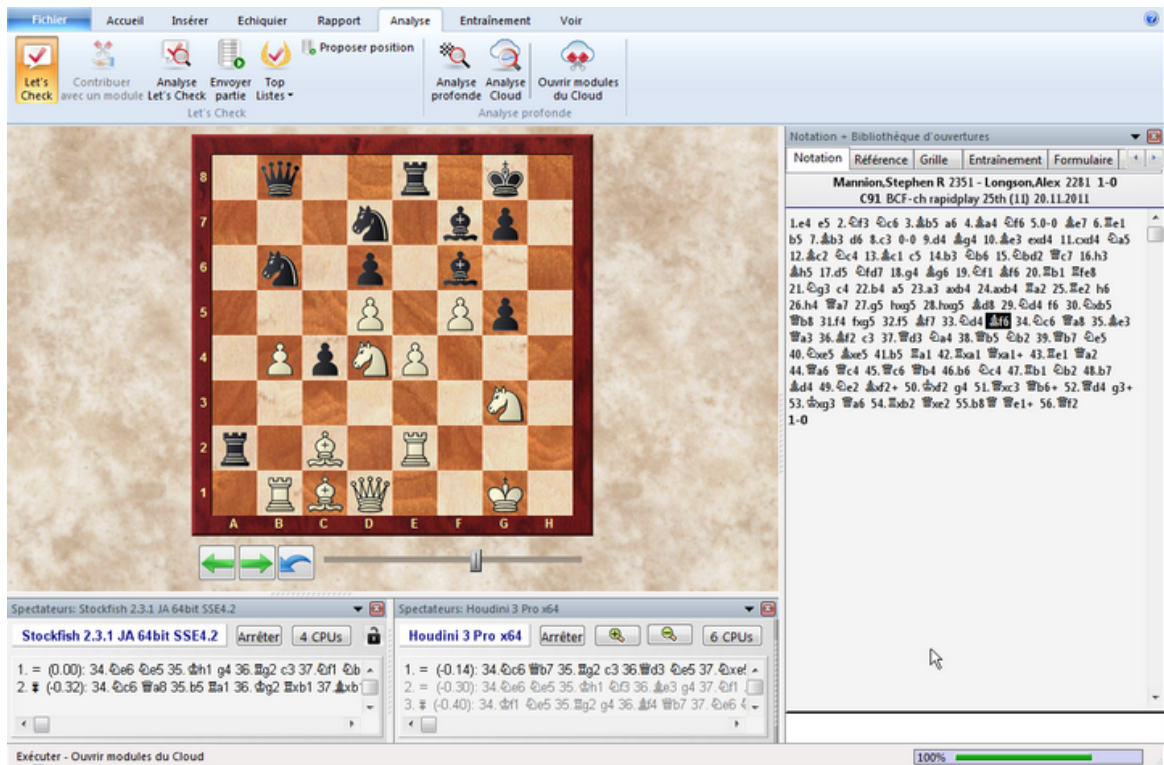 Fichier Accueil Insérer Echiquier Rapport Analyse Entraînement Voir
Let's Check
Contribuer avec un module
Analyse Let's Check
Envoyer partie
Top Listes
Proposer position
Analyse profonde
Analyse Cloud
Ouvrir modules du Cloud
Let's Check
Analyse profonde
8
7
6
5
4
3
2
1
A B C D E F G H
Notation + Bibliothèque d'ouvertures
Notation Référence Grille Entraînement Formulaire
Mannion,Stephen R 2351 - Longson,Alex 2281 1-0
C91 BCF-ch rapidplay 25th (11) 20.11.2011
1.e4 e5 2.♘f3 ♘c6 3.♗b5 a6 4.♗a4 ♘f6 5.0-0 ♗e7 6.♖e1
b5 7.♗b3 d6 8.c3 0-0 9.d4 ♗g4 10.♗e3 exd4 11.cxd4 ♘a5
12.♗c2 ♘c4 13.♗c1 c5 14.b3 ♘b6 15.♘bd2 ♕c7 16.h3
♗h5 17.d5 ♘fd7 18.g4 ♗g6 19.♘f1 ♗f6 20.♖b1 ♖fe8
21.♘g3 c4 22.b4 a5 23.a3 axb4 24.axb4 ♖a2 25.♖e2 h6
26.h4 ♕a7 27.g5 hxg5 28.hxg5 ♗d8 29.♘d4 f6 30.♘xb5
♕b8 31.f4 fxg5 32.f5 ♗f7 33.♘d4 ♗f6 34.♘c6 ♕a8 35.♗e3
♕a3 36.♗f2 c3 37.♕d3 ♘a4 38.♕b5 ♘b2 39.♕b7 ♘e5
40.♘xe5 ♗xe5 41.b5 ♖a1 42.♖xa1 ♕xa1+ 43.♖e1 ♕a2
44.♕a6 ♕c4 45.♕c6 ♕b4 46.b6 ♘c4 47.♖b1 ♘b2 48.b7
♗d4 49.♘e2 ♗xf2+ 50.♔xf2 g4 51.♕xc3 ♕b6+ 52.♕d4 g3+
53.♔xg3 ♕a6 54.♖xb2 ♕xe2 55.b8♕ ♕e1+ 56.♕f2
1-0
Spectateurs: Stockfish 2.3.1 JA 64bit SSE4.2
Stockfish 2.3.1 JA 64bit SSE4.2 Arrêter 4 CPUs
1. = (0.00): 34.♘e6 ♘e5 35.♔h1 g4 36.♖g2 c3 37.♘f1 ♘b
2. ⩱ (-0.32): 34.♘c6 ♕a8 35.b5 ♖a1 36.♔g2 ♖xb1 37.♗xb
Spectateurs: Houdini 3 Pro x64
Houdini 3 Pro x64 Arrêter 6 CPUs
1. = (-0.14): 34.♘c6 ♕b7 35.♖g2 c3 36.♕d3 ♘e5 37.♘xe5
2. = (-0.30): 34.♘e6 ♘e5 35.♔h1 ♘f3 36.♗e3 g4 37.♘f1
3. ⩱ (-0.40): 34.♔f1 ♘e5 35.♖g2 g4 36.♗f4 ♕b7 37.♘e6
Exécuter - Ouvrir modules du Cloud
100%